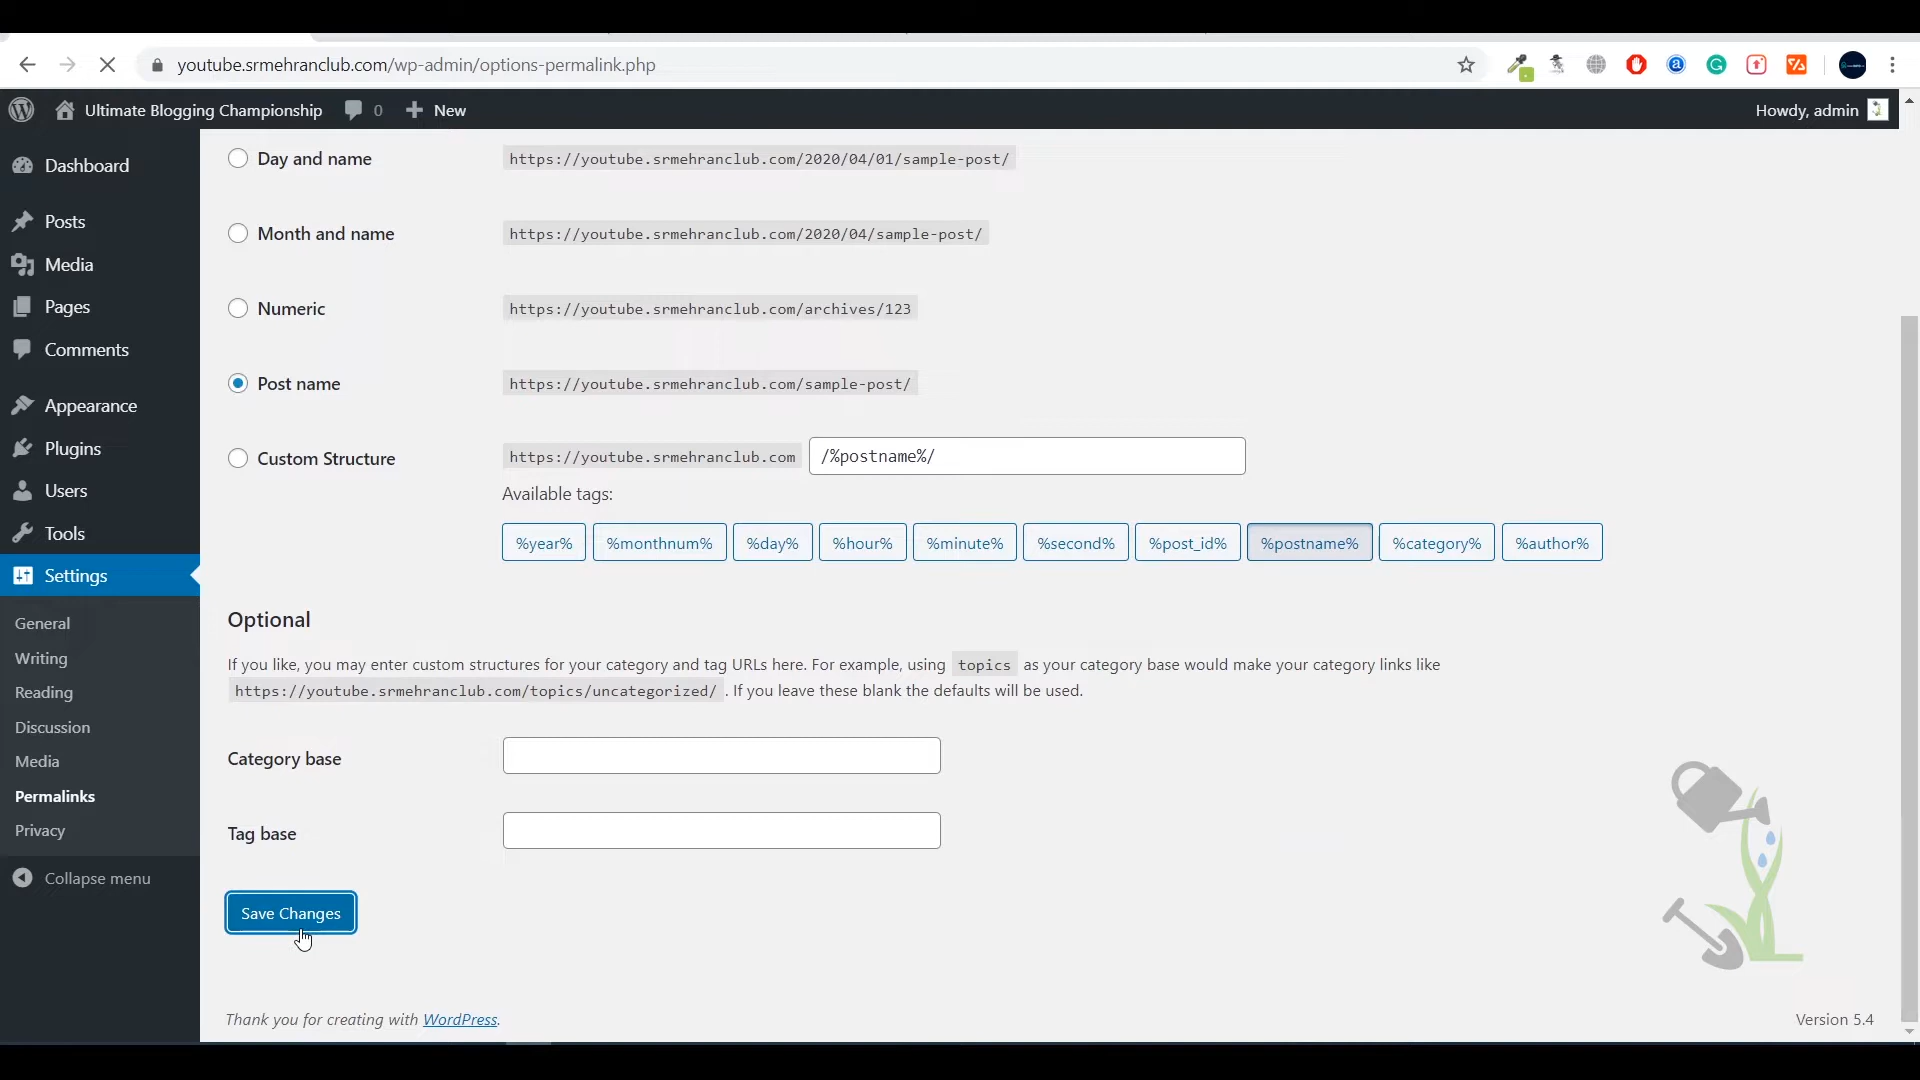 youtube.srmehranclub.com/wp-admin/options-permalink.php
Ultimate Blogging Championship 0 New Howdy, admin
Dashboard
Posts
Media
Pages
Comments
Appearance
Plugins
Users
Tools
Settings
General
Writing
Reading
Discussion
Media
Permalinks
Privacy
Collapse menu
Day and name https://youtube.srmehranclub.com/2020/04/01/sample-post/
Month and name https://youtube.srmehranclub.com/2020/04/sample-post/
Numeric https://youtube.srmehranclub.com/archives/123
Post name https://youtube.srmehranclub.com/sample-post/
Custom Structure https://youtube.srmehranclub.com /%postname%/
Available tags:
%year% %monthnum% %day% %hour% %minute% %second% %post_id% %postname% %category% %author%
Optional
If you like, you may enter custom structures for your category and tag URLs here. For example, using topics as your category base would make your category links like
https://youtube.srmehranclub.com/topics/uncategorized/ . If you leave these blank the defaults will be used.
Category base
Tag base
Save Changes
Thank you for creating with WordPress. Version 5.4